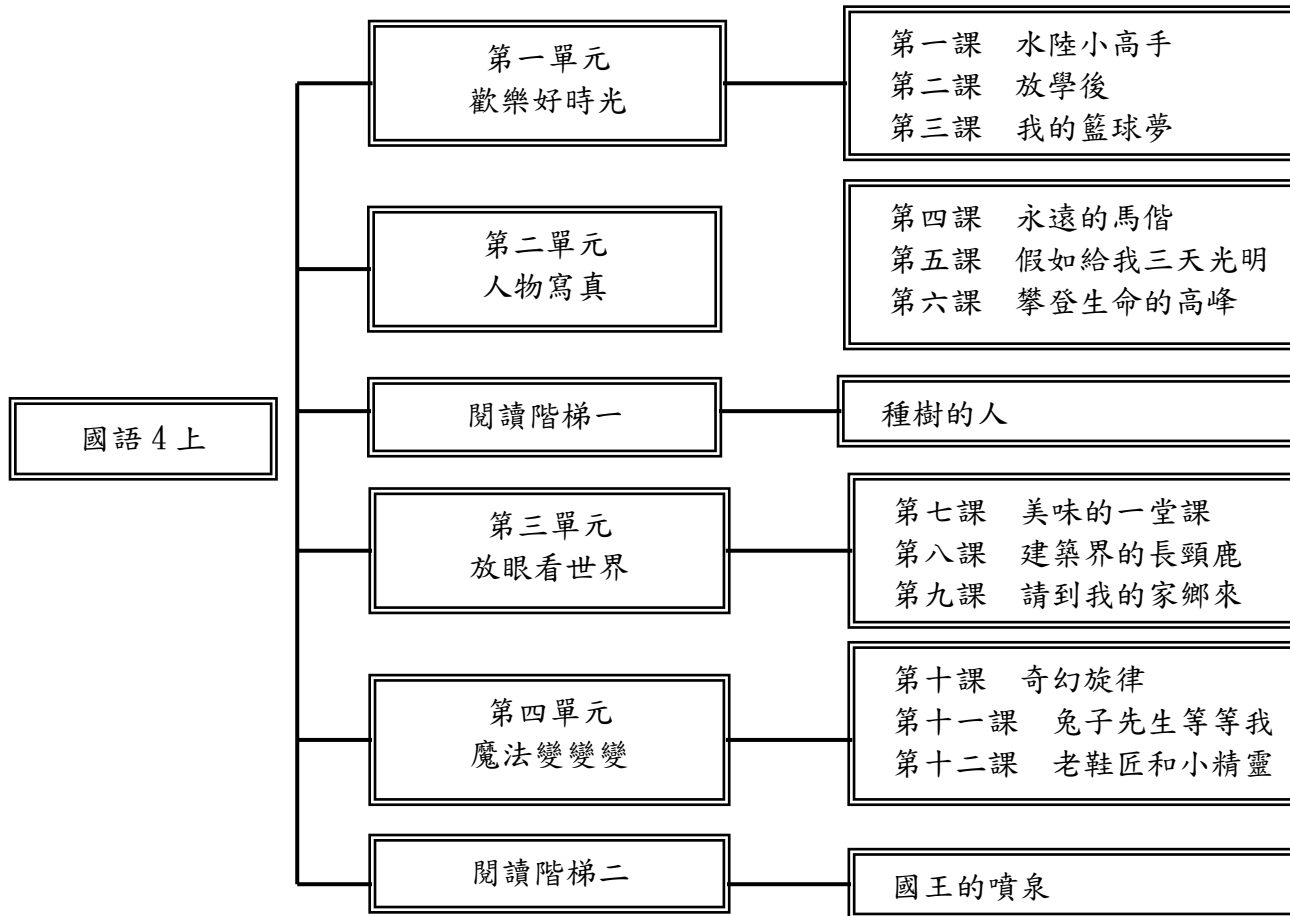 國語4上
第一單元
歡樂好時光
第一課　水陸小高手
第二課　放學後
第三課　我的籃球夢
第二單元
人物寫真
第四課　永遠的馬偕
第五課　假如給我三天光明
第六課　攀登生命的高峰
閱讀階梯一
種樹的人
第三單元
放眼看世界
第七課　美味的一堂課
第八課　建築界的長頸鹿
第九課　請到我的家鄉來
第四單元
魔法變變變
第十課　奇幻旋律
第十一課　兔子先生等等我
第十二課　老鞋匠和小精靈
閱讀階梯二
國王的噴泉